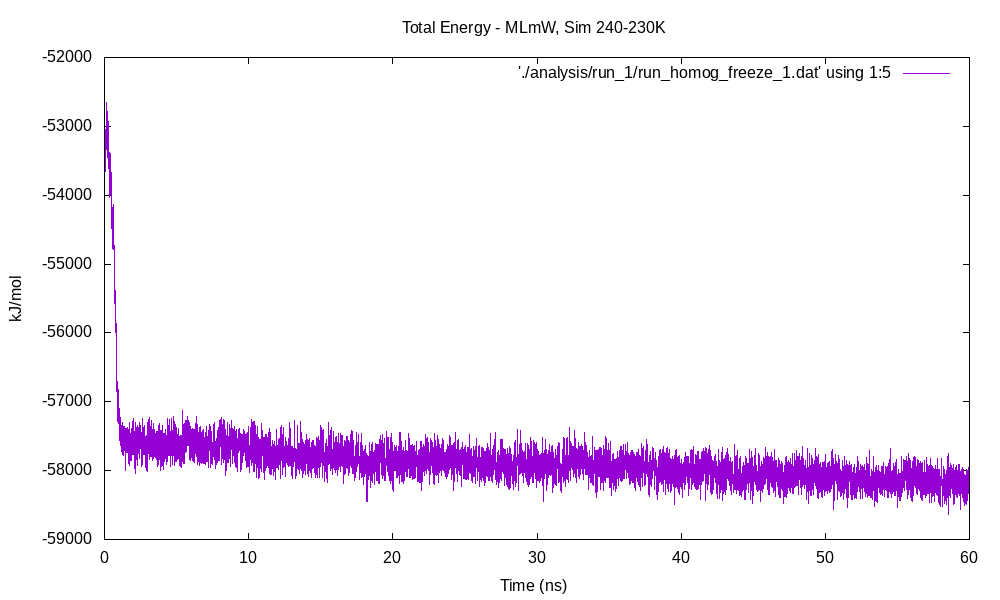 Total Energy - MLmW, Sim 240-230K
'./analysis/run_1/run_homog_freeze_1.dat' using 1:5
-52000
-53000
-54000
-55000
-56000
-57000
-58000
-59000
kJ/mol
0 10 20 30 40 50 60
Time (ns)